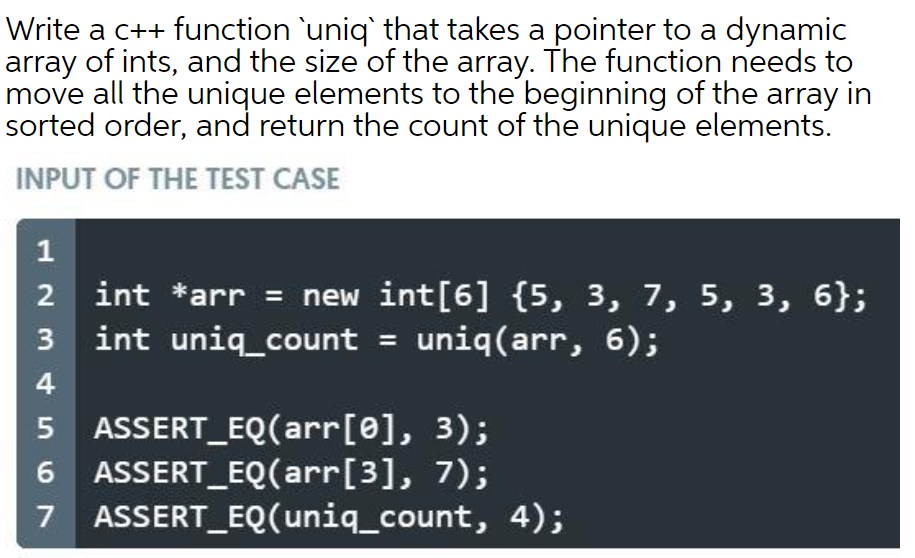 Write a c++ function `uniq` that takes a pointer to a dynamic
array of ints, and the size of the array. The function needs to
move all the unique elements to the beginning of the array in
sorted order, and return the count of the unique elements.
INPUT OF THE TEST CASE
1
2 int *arr = new int[6] {5, 3, 7, 5, 3, 6};
3 int uniq_count = uniq(arr, 6);
4
5 ASSERT_EQ(arr[0], 3);
6 ASSERT_EQ(arr[3], 7);
7 ASSERT_EQ(uniq_count, 4);